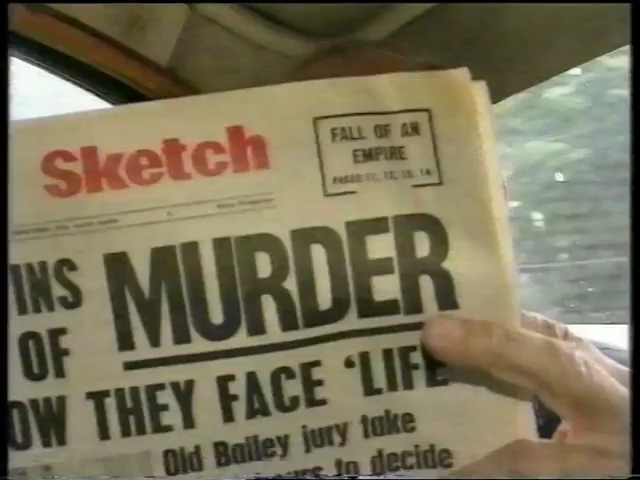 Sketch
FALL OF AN
EMPIRE
PAGES 11, 12, 13, 14
INS
MURDER
OF
OW THEY FACE 'LIFE
Old Bailey jury take
to decide